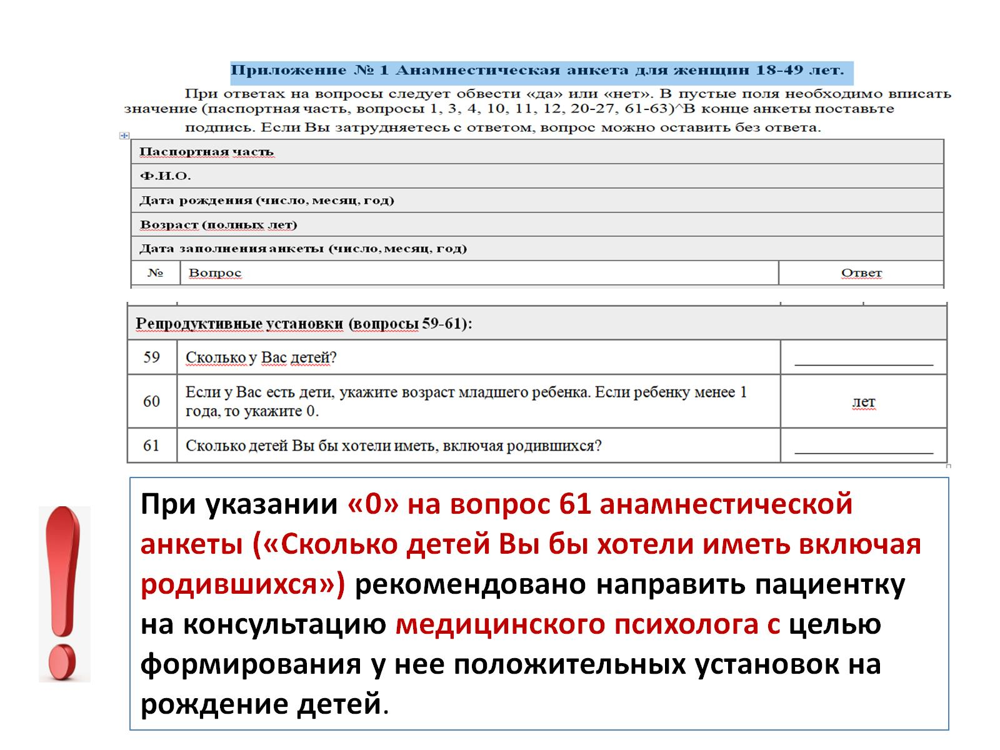 Приложение № 1 Анамнестическая анкета для женщин 18-49 лет.
При ответах на вопросы следует обвести «да» или «нет». В пустые поля необходимо вписать
значение (паспортная часть, вопросы 1, 3, 4, 10, 11, 12, 20-27, 61-63)^В конце анкеты поставьте
подпись. Если Вы затрудняетесь с ответом, вопрос можно оставить без ответа.
Паспортная часть
Ф.И.О.
Дата рождения (число, месяц, год)
Возраст (полных лет)
Дата заполнения анкеты (число, месяц, год)
№ Вопрос Ответ
Репродуктивные установки (вопросы 59-61):
59 Сколько у Вас детей? ________________
60 Если у Вас есть дети, укажите возраст младшего ребенка. Если ребенку менее 1
года, то укажите 0. лет
61 Сколько детей Вы бы хотели иметь, включая родившихся? ________________
При указании «0» на вопрос 61 анамнестической
анкеты («Сколько детей Вы бы хотели иметь включая
родившихся») рекомендовано направить пациентку
на консультацию медицинского психолога с целью
формирования у нее положительных установок на
рождение детей.